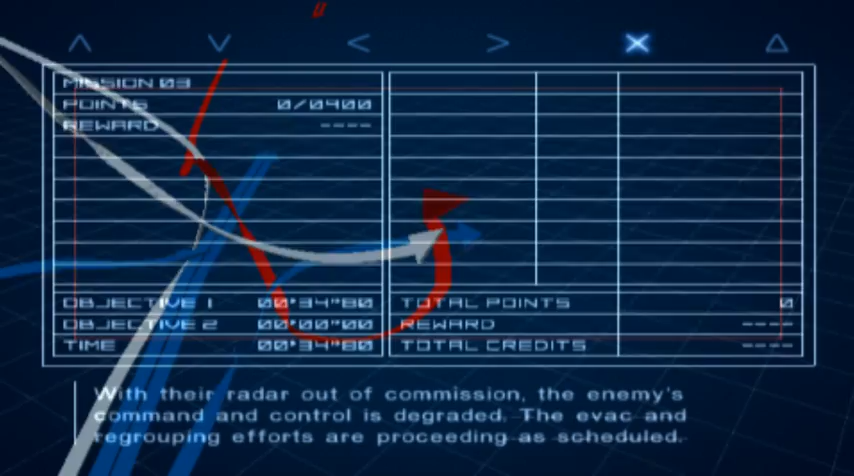 MISSION 03
POINTS 0/0400
REWARD ----
OBJECTIVE 1 00"34"80 TOTAL POINTS 0
OBJECTIVE 2 00"00"00 REWARD ----
TIME 00"34"80 TOTAL CREDITS ----
With their radar out of commission, the enemy's
command and control is degraded. The evac and
regrouping efforts are proceeding as scheduled.